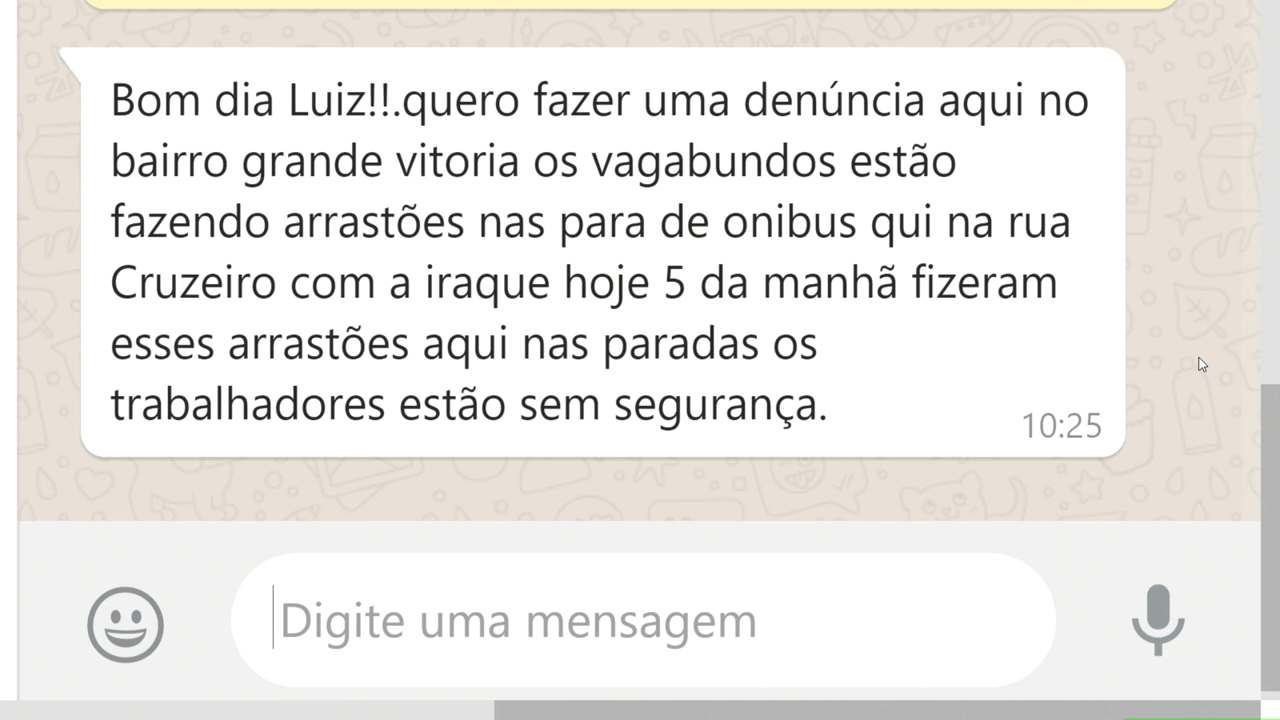 Bom dia Luiz!!.quero fazer uma denúncia aqui no
bairro grande vitoria os vagabundos estão
fazendo arrastões nas para de onibus qui na rua
Cruzeiro com a iraque hoje 5 da manhã fizeram
esses arrastões aqui nas paradas os
trabalhadores estão sem segurança.
10:25
Digite uma mensagem